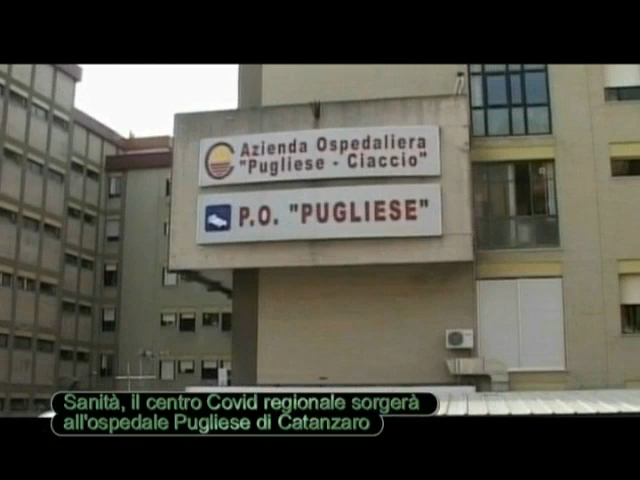 Azienda Ospedaliera
"Pugliese - Ciaccio"
P.O. "PUGLIESE"
Sanità, il centro Covid regionale sorgerà
all'ospedale Pugliese di Catanzaro